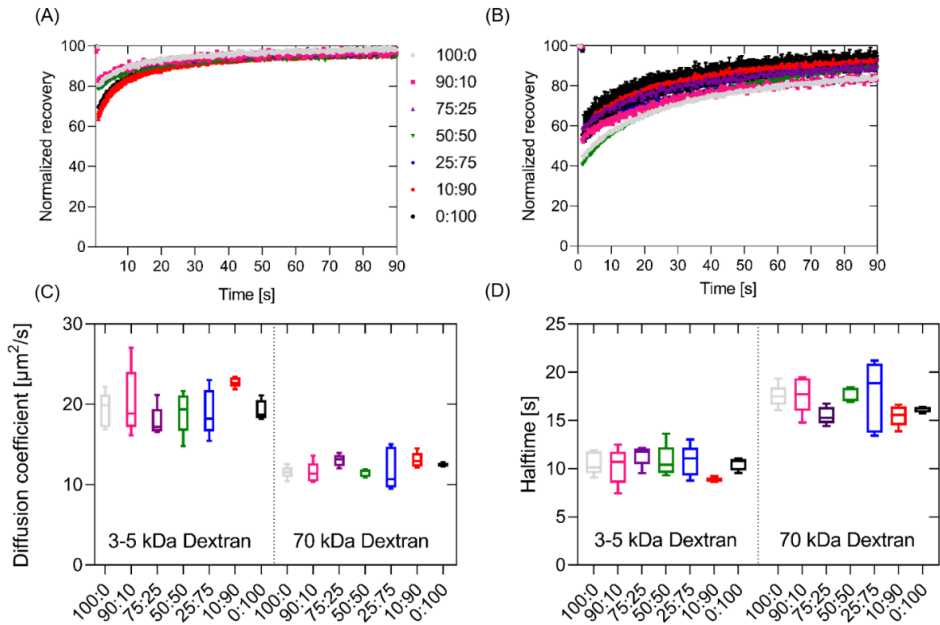 (A)
Normalized recovery
100
80
60
40
20
0
10 20 30 40 50 60 70 80 90
Time [s]
100:0
90:10
75:25
50:50
25:75
10:90
0:100
(B)
Normalized recovery
100
80
60
40
20
0
0 10 20 30 40 50 60 70 80 90
Time [s]
(C)
Diffusion coefficient [µm²/s]
30
20
10
0
3-5 kDa Dextran 70 kDa Dextran
100:0 90:10 75:25 50:50 25:75 10:90 0:100 100:0 90:10 75:25 50:50 25:75 10:90 0:100
(D)
Halftime [s]
25
20
15
10
5
0
3-5 kDa Dextran 70 kDa Dextran
100:0 90:10 75:25 50:50 25:75 10:90 0:100 100:0 90:10 75:25 50:50 25:75 10:90 0:100